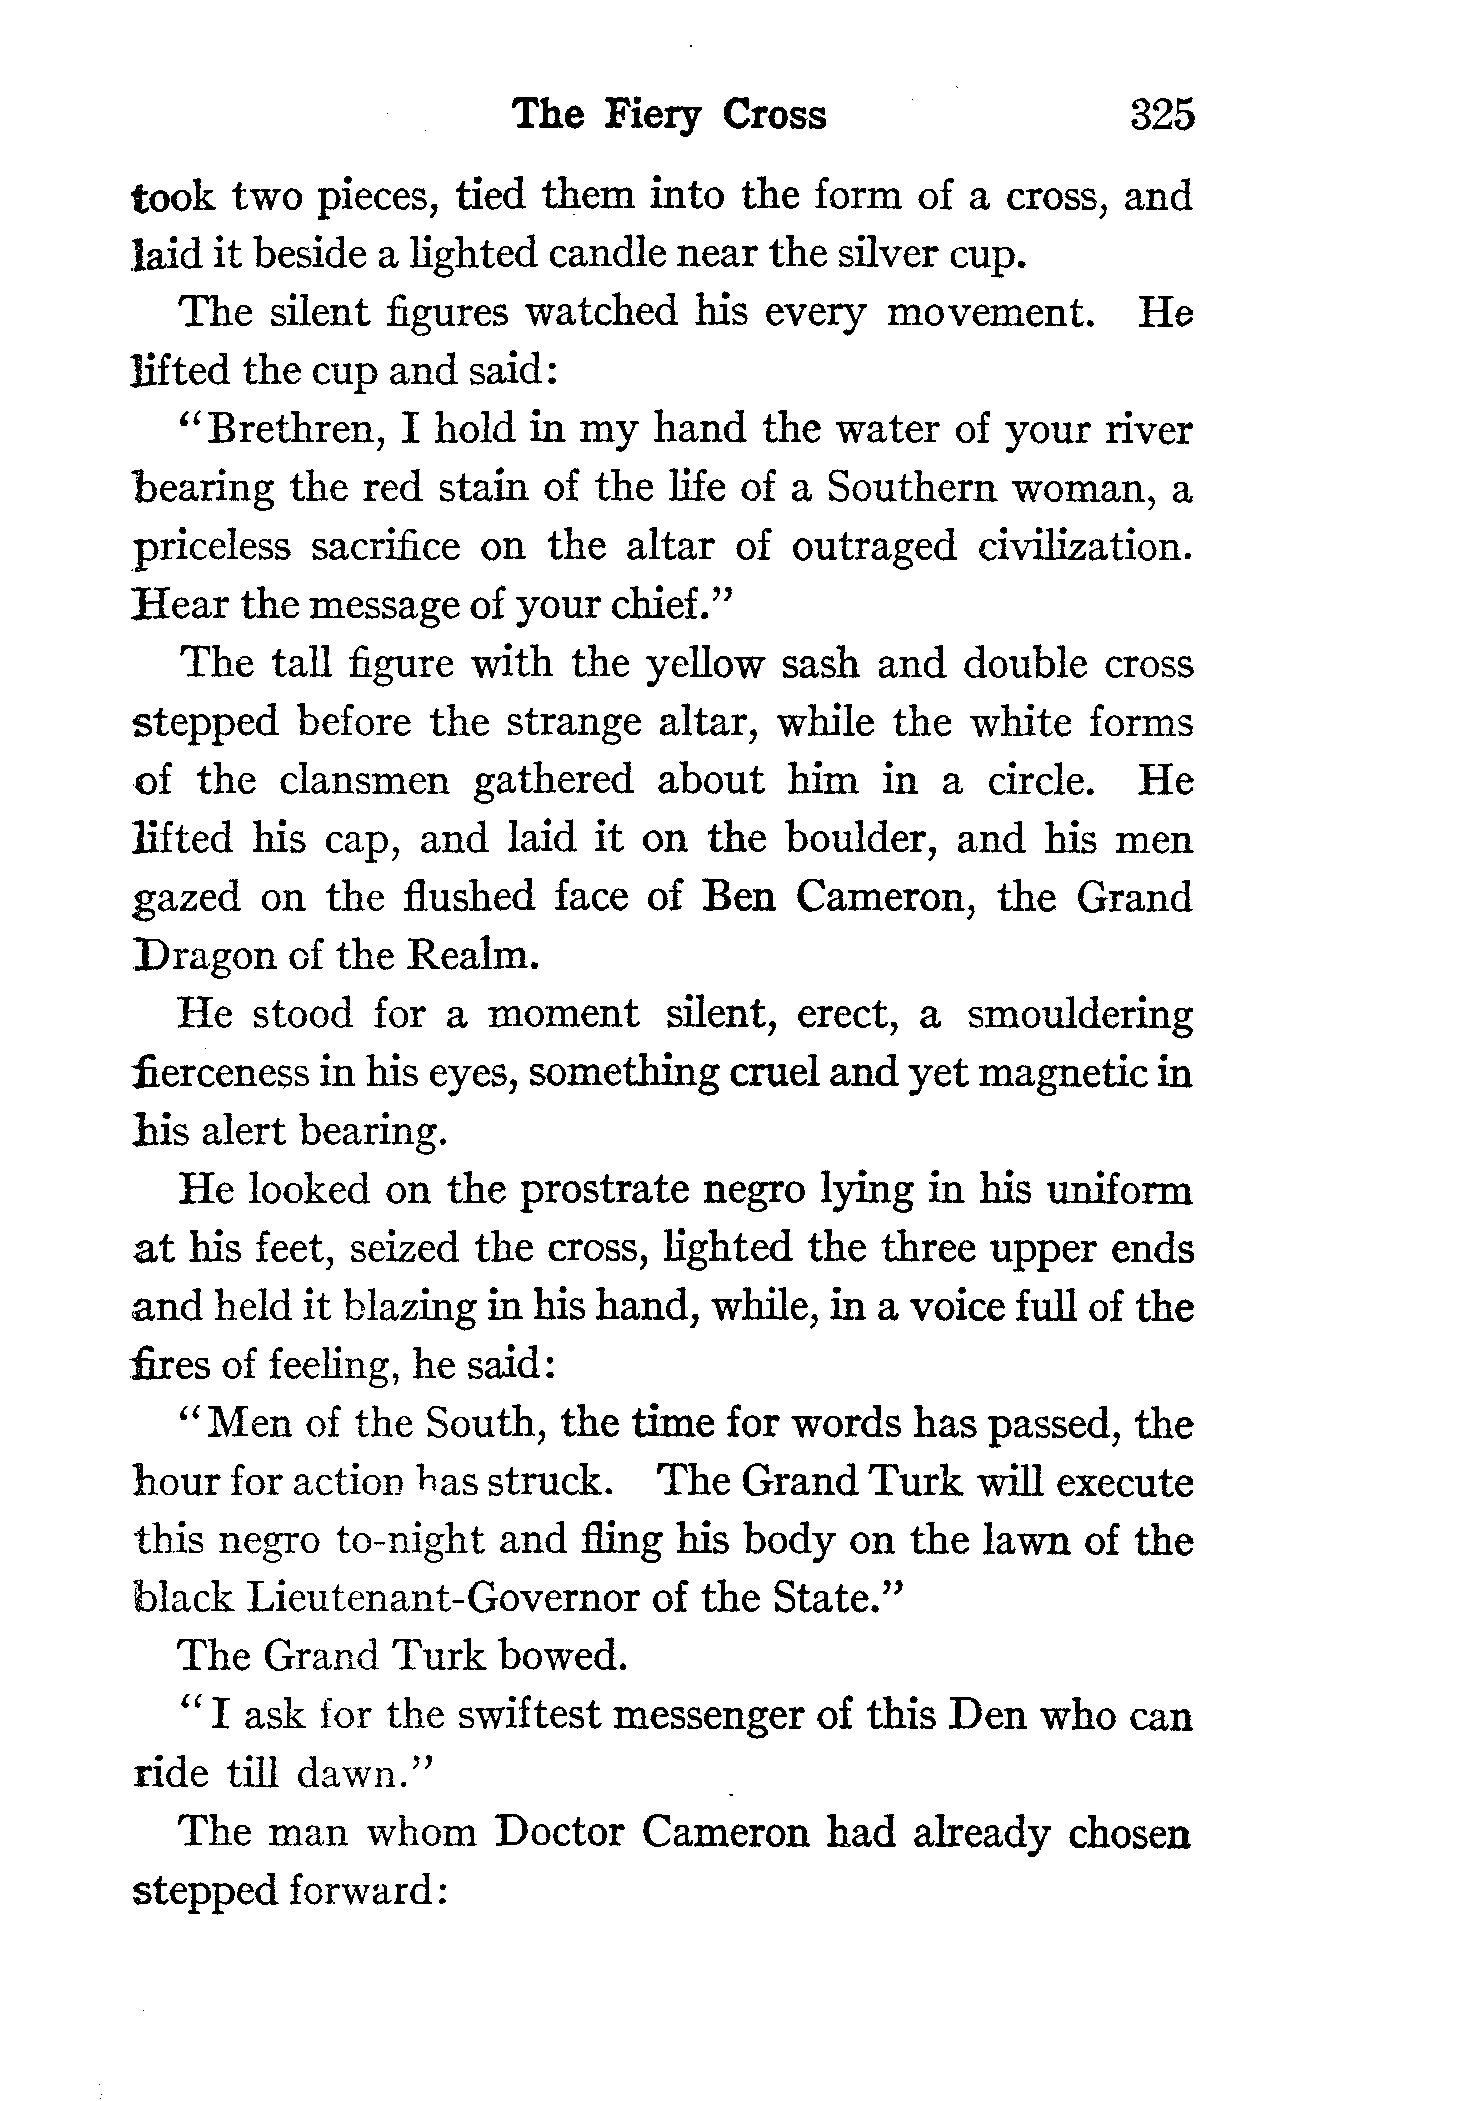 The Fiery Cross 325
took two pieces, tied them into the form of a cross, and
laid it beside a lighted candle near the silver cup.
The silent figures watched his every movement. He
lifted the cup and said:
"Brethren, I hold in my hand the water of your river
bearing the red stain of the life of a Southern woman, a
priceless sacrifice on the altar of outraged civilization.
Hear the message of your chief."
The tall figure with the yellow sash and double cross
stepped before the strange altar, while the white forms
of the clansmen gathered about him in a circle. He
lifted his cap, and laid it on the boulder, and his men
gazed on the flushed face of Ben Cameron, the Grand
Dragon of the Realm.
He stood for a moment silent, erect, a smouldering
fierceness in his eyes, something cruel and yet magnetic in
his alert bearing.
He looked on the prostrate negro lying in his uniform
at his feet, seized the cross, lighted the three upper ends
and held it blazing in his hand, while, in a voice full of the
fires of feeling, he said:
"Men of the South, the time for words has passed, the
hour for action has struck. The Grand Turk will execute
this negro to-night and fling his body on the lawn of the
black Lieutenant-Governor of the State."
The Grand Turk bowed.
"I ask for the swiftest messenger of this Den who can
ride till dawn."
The man whom Doctor Cameron had already chosen
stepped forward: